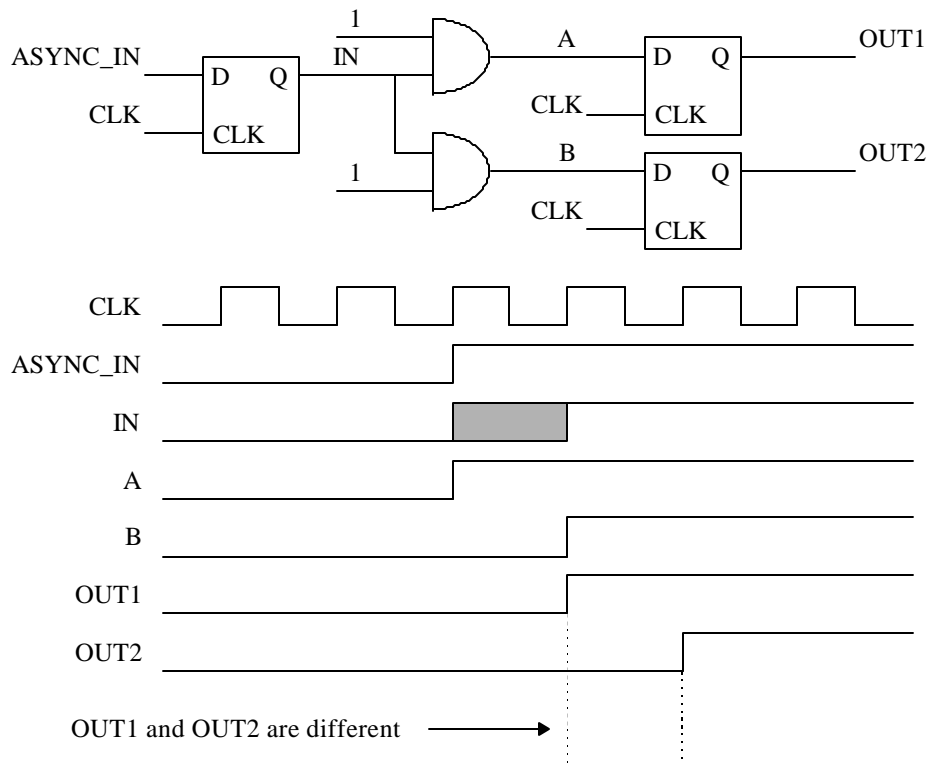 1
ASYNC_IN IN A OUT1
D Q D Q
CLK CLK
CLK CLK
B OUT2
1 D Q
CLK
CLK
CLK
ASYNC_IN
IN
A
B
OUT1
OUT2
OUT1 and OUT2 are different